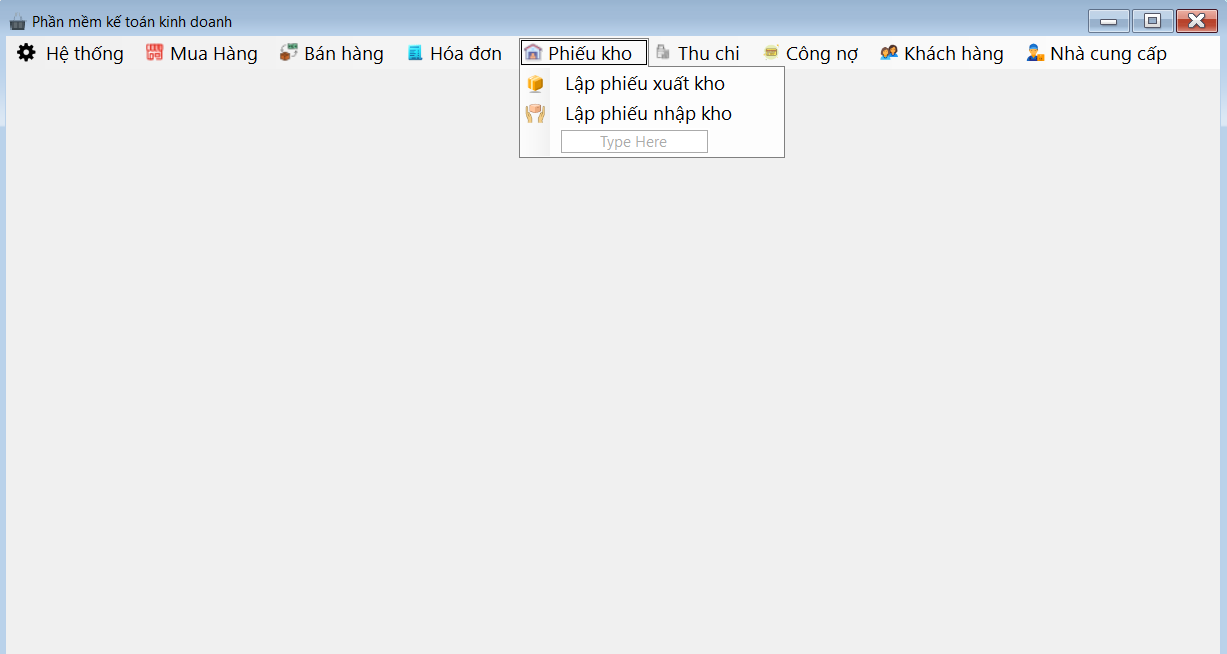 Phần mềm kế toán kinh doanh
Hệ thống Mua Hàng Bán hàng Hóa đơn Phiếu kho Thu chi Công nợ Khách hàng Nhà cung cấp
Lập phiếu xuất kho
Lập phiếu nhập kho
Type Here